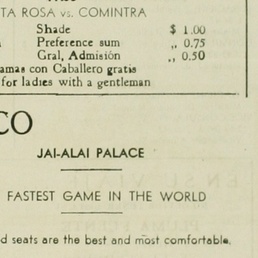 TA ROSA vs. COMINTRA
Shade $ 1.00
Preference sum „ 0.75
Gral, Admisión „ 0.50
amas con Caballero gratis
for ladies with a gentleman
CO
JAI-ALAI PALACE
FASTEST GAME IN THE WORLD
d seats are the best and most comfortable.